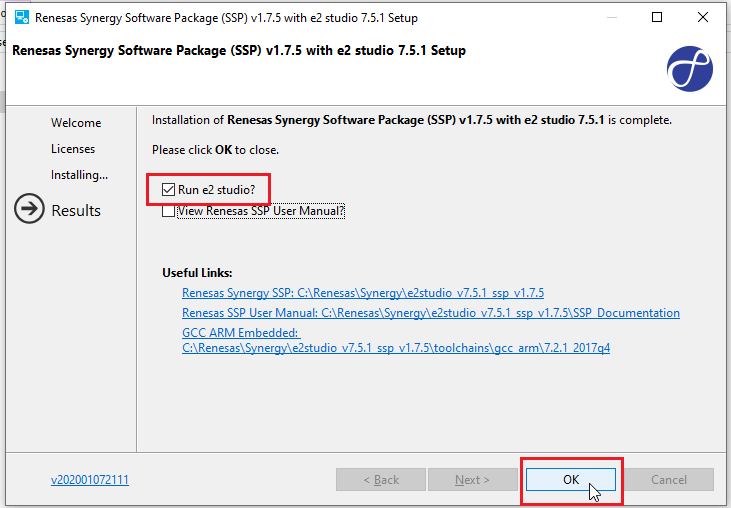 Renesas Synergy Software Package (SSP) v1.7.5 with e2 studio 7.5.1 Setup
Renesas Synergy Software Package (SSP) v1.7.5 with e2 studio 7.5.1 Setup
Welcome
Licenses
Installing...
Results
Installation of Renesas Synergy Software Package (SSP) v1.7.5 with e2 studio 7.5.1 is complete.
Please click OK to close.
Run e2 studio?
View Renesas SSP User Manual?
Useful Links:
Renesas Synergy SSP: C:\Renesas\Synergy\e2studio_v7.5.1_ssp_v1.7.5
Renesas SSP User Manual: C:\Renesas\Synergy\e2studio_v7.5.1_ssp_v1.7.5\SSP_Documentation
GCC ARM Embedded:
C:\Renesas\Synergy\e2studio_v7.5.1_ssp_v1.7.5\toolchains\gcc_arm\7.2.1_2017q4
v202001072111
< Back
Next >
OK
Cancel